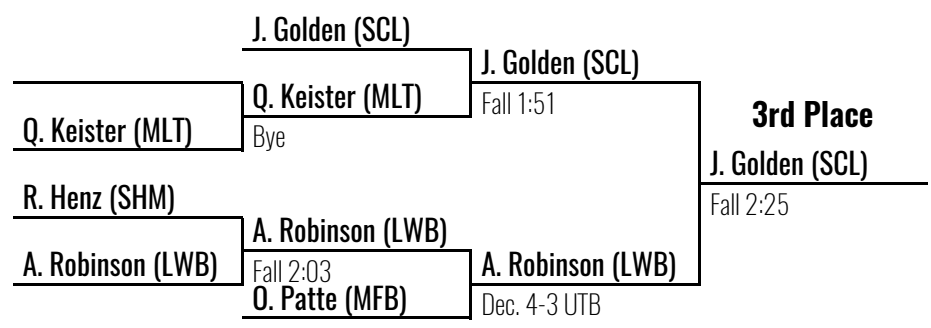 J. Golden (SCL)
J. Golden (SCL)
Q. Keister (MLT)
Fall 1:51
3rd Place
Q. Keister (MLT)
Bye
J. Golden (SCL)
R. Henz (SHM)
Fall 2:25
A. Robinson (LWB)
A. Robinson (LWB)
Fall 2:03
A. Robinson (LWB)
O. Patte (MFB)
Dec. 4-3 UTB